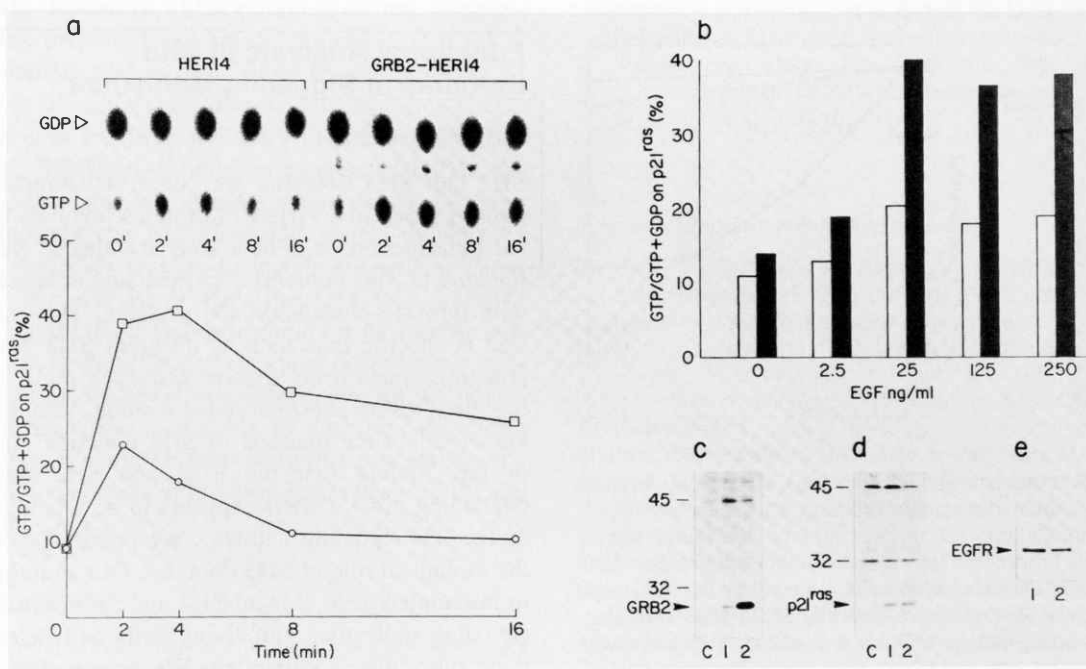 a
HER14 GRB2-HER14
GDP
GTP
0' 2' 4' 8' 16' 0' 2' 4' 8' 16'
50
40
30
20
10
0 2 4 8 16
GTP/GTP+GDP on p21ras (%)
Time (min)
b
40
30
20
10
0
GTP/GTP+GDP on p21ras (%)
0 2.5 25 125 250
EGF ng/ml
c
45
32
GRB2
C 1 2
d
45
32
p21ras
C 1 2
e
EGFR
1 2